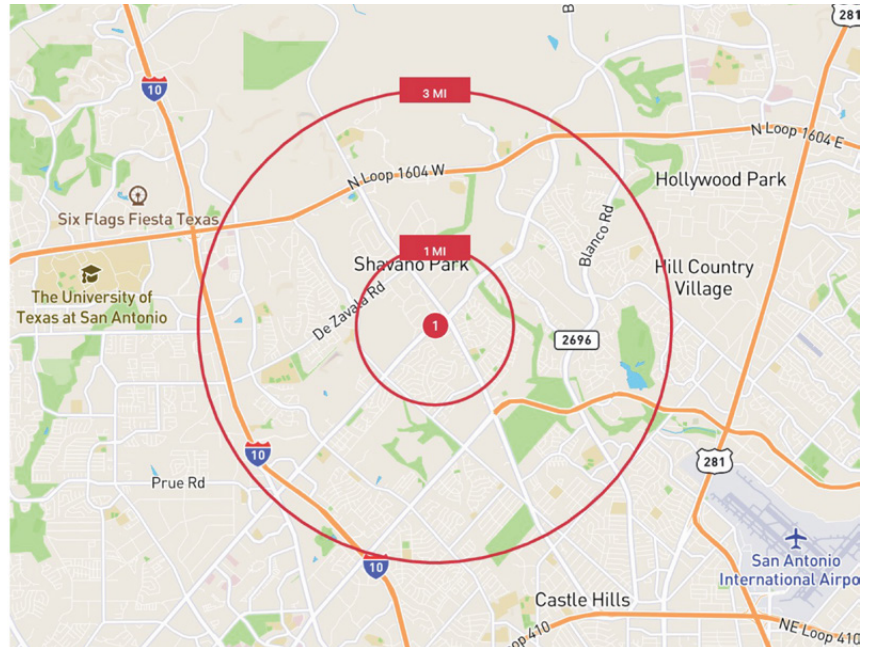 281
B
10
3 MI
N Loop 1604 E
N Loop 1604 W
Hollywood Park
Six Flags Fiesta Texas
Blanco Rd
1 MI
Shavano Park
Hill Country
Village
The University of
Texas at San Antonio
De Zavala Rd
1
2696
10
281
Prue Rd
San Antonio
International Airpo
10
Castle Hills
op 410
NE Loop 410